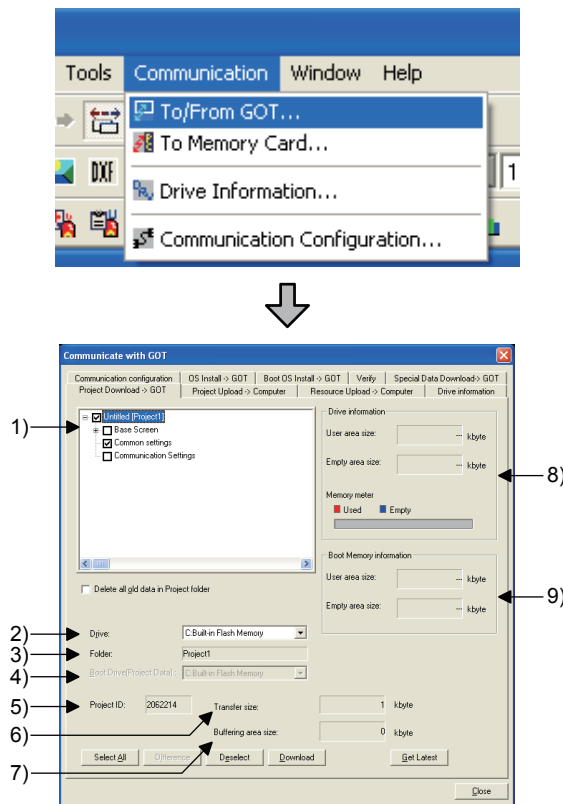 Tools Communication Window Help
To/From GOT...
To Memory Card...
DXF
1
Drive Information...
Communication Configuration...
Communicate with GOT
Communication configuration OS Install -> GOT Boot OS Install -> GOT Verify Special Data Download-> GOT
Project Download -> GOT Project Upload -> Computer Resource Upload -> Computer Drive information
1)
Untitled [Project1]
Base Screen
Common settings
Communication Settings
Drive information
User area size: --- kbyte
Empty area size: --- kbyte
8)
Memory meter
Used Empty
Boot Memory information
User area size: --- kbyte
Empty area size: --- kbyte
9)
Delete all old data in Project folder
2) Drive: C:Built-in Flash Memory
3) Folder: Project1
4) Boot Drive(Project Data) : C:Built-in Flash Memory
5) Project ID: 2062214
6) Transfer size: 1 kbyte
7) Buffering area size: 0 kbyte
Select All Difference Deselect Download Get Latest
Close